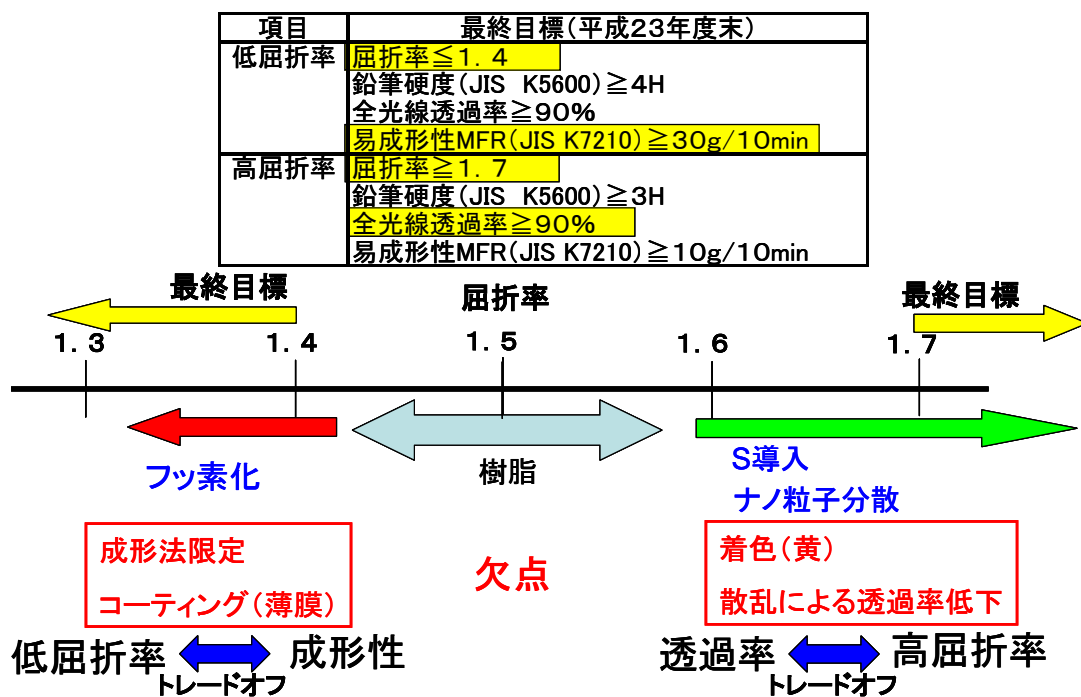 項目 最終目標(平成23年度末)
低屈折率 屈折率≦1.4
鉛筆硬度(JIS K5600)≧4H
全光線透過率≧90%
易成形性MFR(JIS K7210)≧30g/10min
高屈折率 屈折率≧1.7
鉛筆硬度(JIS K5600)≧3H
全光線透過率≧90%
易成形性MFR(JIS K7210)≧10g/10min
最終目標 屈折率 最終目標
1.3 1.4 1.5 1.6 1.7
フッ素化 樹脂 S導入
ナノ粒子分散
成形法限定
コーティング(薄膜)
欠点
着色(黄)
散乱による透過率低下
低屈折率 成形性
トレードオフ
透過率 高屈折率
トレードオフ